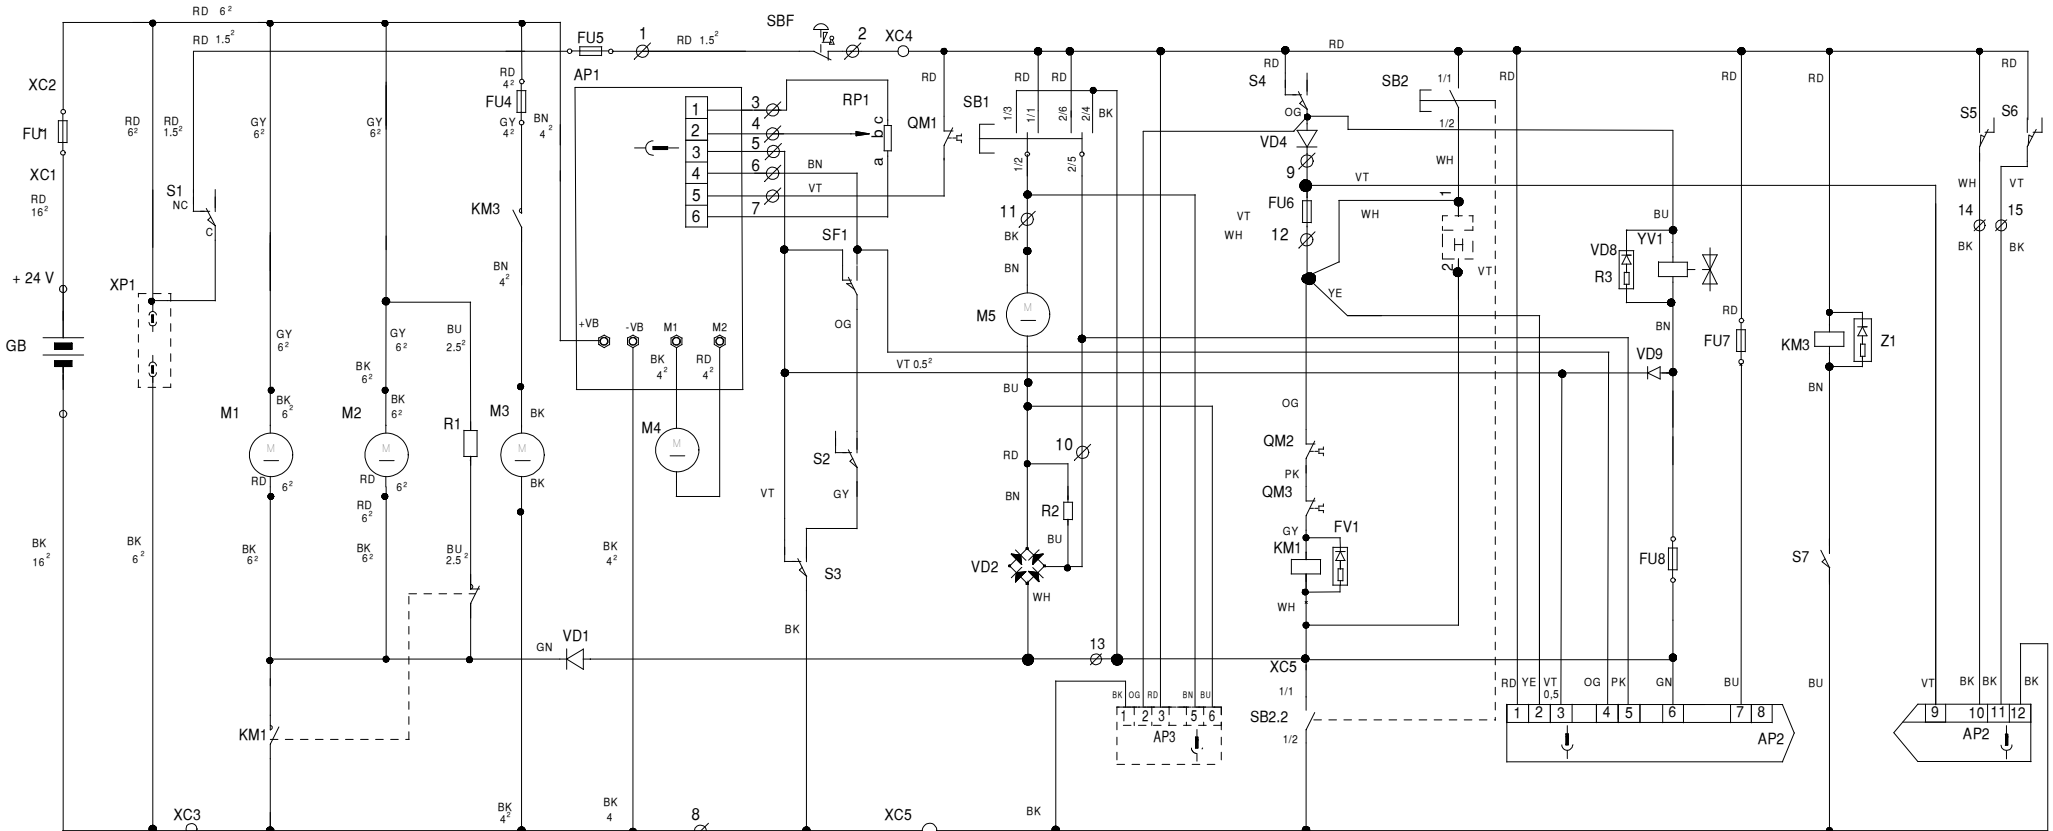 RD 6²
RD 1.5²
FU5
1
RD 1.5²
SBF
2
XC4
RD
XC2
FU1
XC1
RD
16²
+ 24 V
GB
BK
16²
RD
6²
RD
1.5²
S1
NC
C
XP1
BK
6²
GY
6²
GY
6²
BK
6²
M1
M
RD
6²
BK
6²
KM1
XC3
GY
6²
GY
6²
BK
6²
BK
6²
M2
M
RD
6²
RD
6²
BK
6²
BU
2.5²
R1
BU
2.5²
RD
4²
FU4
GY
4²
BN
4²
KM3
BN
4²
M3
BK
M
BK
BK
4²
GN
VD1
AP1
1
2
3
4
5
6
3
4
5
6
7
BN
VT
RP1
a b c
+VB
-VB
M1
M2
BK
4²
RD
4²
M4
M
BK
4²
BK
4
8
SF1
OG
S2
GY
VT
S3
BK
VT 0.5²
XC5
QM1
RD
SB1
RD
RD
1/3
1/1
2/6
2/4
BK
1/2
2/5
11
BK
BN
M5
M
BU
RD
BN
10
R2
BU
VD2
WH
13
BK
BK
OG
RD
BN
BU
1
2
3
5
6
AP3
S4
RD
OG
VD4
9
VT
FU6
VT
WH
12
WH
YE
OG
QM2
PK
QM3
GY
KM1
FV1
WH
XC5
1/1
SB2.2
1/2
SB2
1/1
1/2
WH
1
H
2
VT
RD
VD8
R3
YV1
BU
BN
VD9
FU8
RD
RD
FU7
RD
KM3
Z1
BN
S7
BU
RD
YE
VT
0,5
OG
PK
GN
BU
1
2
3
4
5
6
7
8
AP2
RD
RD
S5
S6
WH
VT
14
15
BK
BK
VT
BK
BK
BK
9
10
11
12
AP2